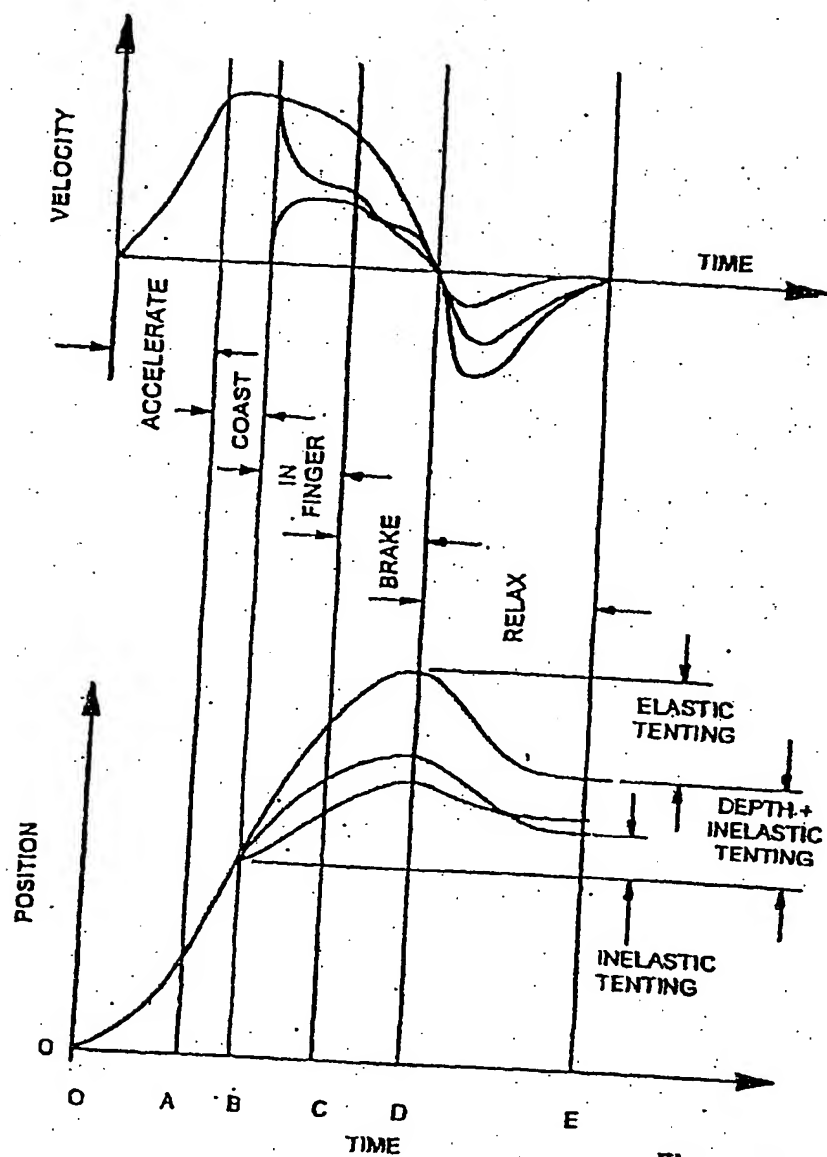 VELOCITY
TIME
ACCELERATE
COAST
IN
FINGER
BRAKE
RELAX
ELASTIC
TENTING
DEPTH +
INELASTIC
TENTING
POSITION
INELASTIC
TENTING
O
O A B C D E
TIME